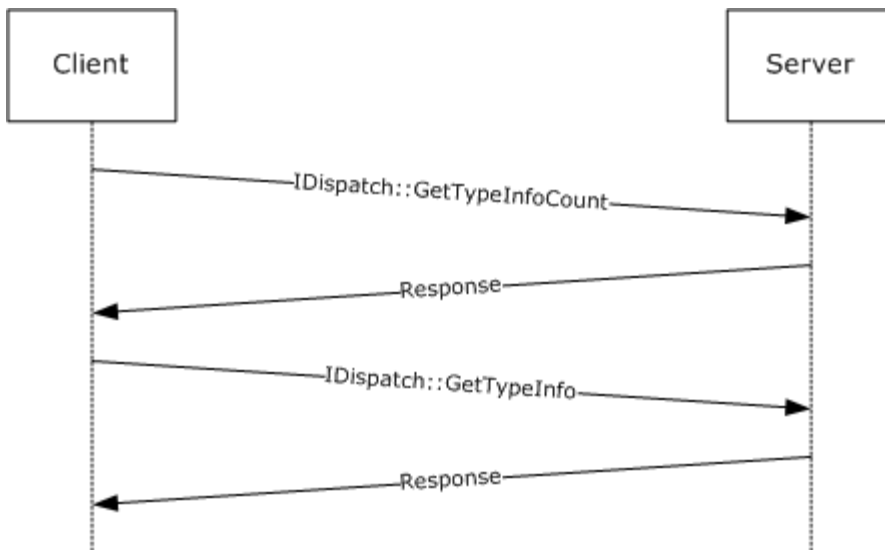 Client
Server
IDispatch::GetTypeInfoCount
Response
IDispatch::GetTypeInfo
Response